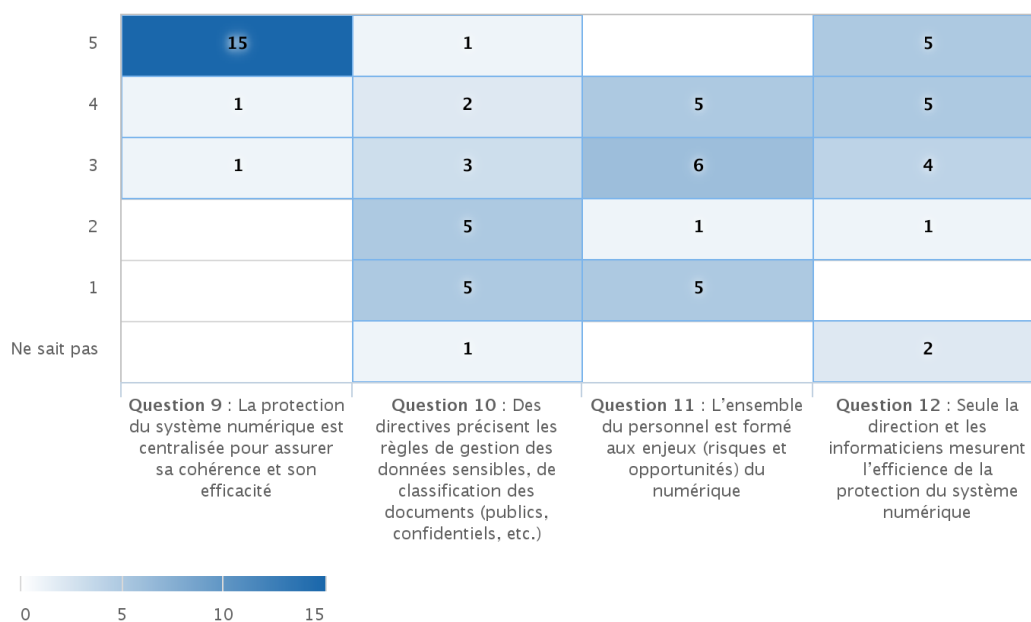 5 15 1 5
4 1 2 5 5
3 1 3 6 4
2 5 1 1
1 5 5
Ne sait pas 1 2
Question 9 : La protection
du système numérique est
centralisée pour assurer
sa cohérence et son
efficacité
Question 10 : Des
directives précisent les
règles de gestion des
données sensibles, de
classification des
documents (publics,
confidentiels, etc.)
Question 11 : L’ensemble
du personnel est formé
aux enjeux (risques et
opportunités) du
numérique
Question 12 : Seule la
direction et les
informaticiens mesurent
l’efficience de la
protection du système
numérique
0 5 10 15